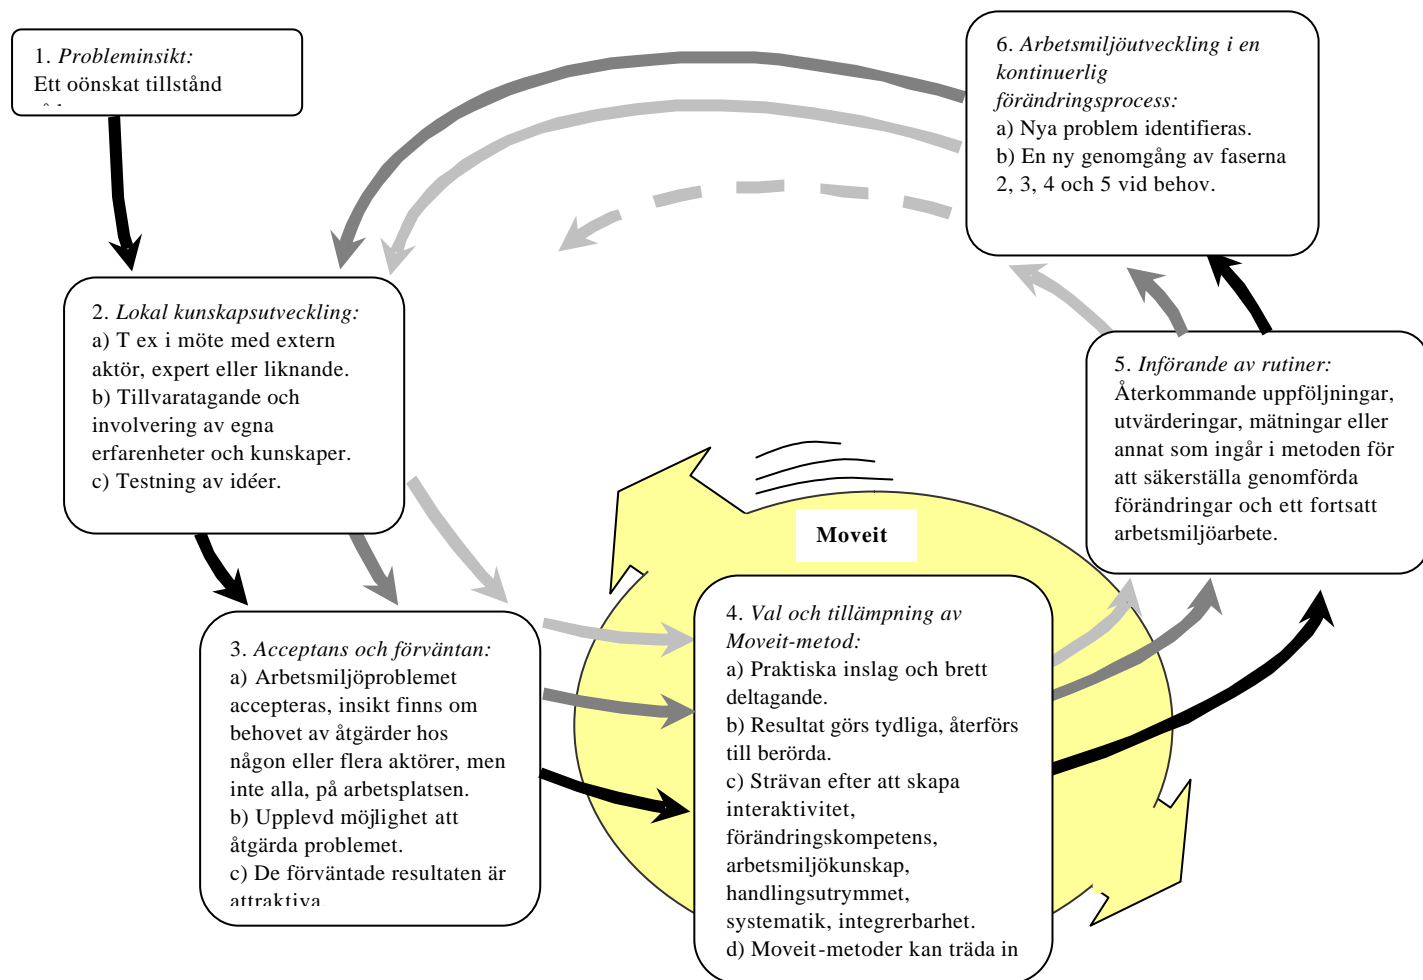 1. Probleminsikt:
Ett oönskat tillstånd
6. Arbetsmiljöutveckling i en
kontinuerlig
förändringsprocess:
a) Nya problem identifieras.
b) En ny genomgång av faserna
2, 3, 4 och 5 vid behov.
2. Lokal kunskapsutveckling:
a) T ex i möte med extern
aktör, expert eller liknande.
b) Tillvaratagande och
involvering av egna
erfarenheter och kunskaper.
c) Testning av idéer.
5. Införande av rutiner:
Återkommande uppföljningar,
utvärderingar, mätningar eller
annat som ingår i metoden för
att säkerställa genomförda
förändringar och ett fortsatt
arbetsmiljöarbete.
Moveit
3. Acceptans och förväntan:
a) Arbetsmiljöproblemet
accepteras, insikt finns om
behovet av åtgärder hos
någon eller flera aktörer, men
inte alla, på arbetsplatsen.
b) Upplevd möjlighet att
åtgärda problemet.
c) De förväntade resultaten är
attraktiva.
4. Val och tillämpning av
Moveit-metod:
a) Praktiska inslag och brett
deltagande.
b) Resultat görs tydliga, återförs
till berörda.
c) Strävan efter att skapa
interaktivitet,
förändringskompetens,
arbetsmiljökunskap,
handlingsutrymmet,
systematik, integrerbarhet.
d) Moveit-metoder kan träda in